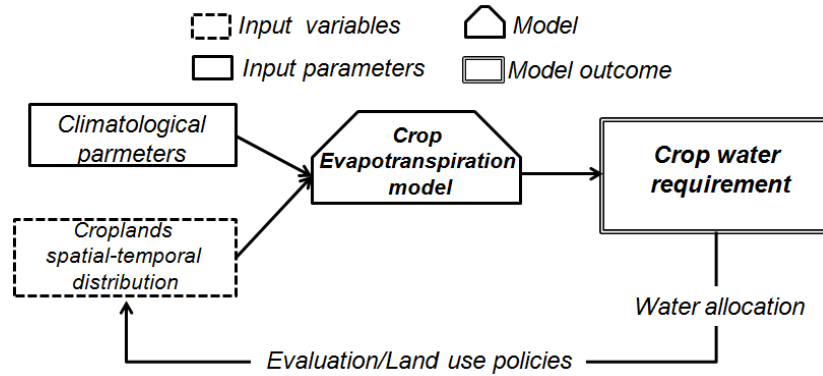 Input variables
Model
Input parameters
Model outcome
Climatological
parmeters
Crop
Evapotranspiration
model
Crop water
requirement
Croplands
spatial-temporal
distribution
Water allocation
Evaluation/Land use policies